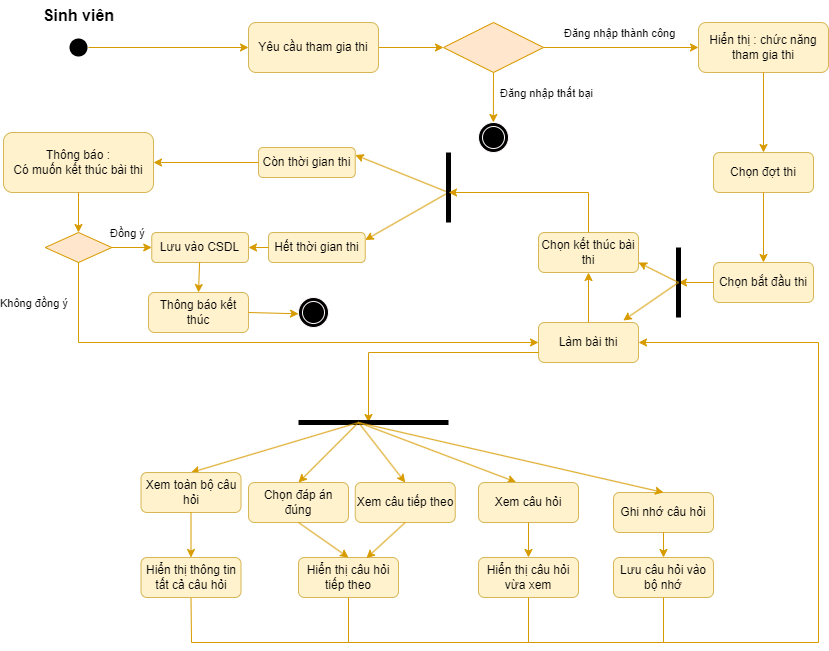 Sinh viên
Yêu cầu tham gia thi
Đăng nhập thành công
Hiển thị : chức năng
tham gia thi
Đăng nhập thất bại
Thông báo :
Có muốn kết thúc bài thi
Còn thời gian thi
Chọn đợt thi
Đồng ý
Lưu vào CSDL
Hết thời gian thi
Chọn kết thúc bài
thi
Chọn bắt đầu thi
Không đồng ý
Thông báo kết
thúc
Làm bài thi
Xem toàn bộ câu
hỏi
Chọn đáp án
đúng
Xem câu tiếp theo
Xem câu hỏi
Ghi nhớ câu hỏi
Hiển thị thông tin
tất cả câu hỏi
Hiển thị câu hỏi
tiếp theo
Hiển thị câu hỏi
vừa xem
Lưu câu hỏi vào
bộ nhớ